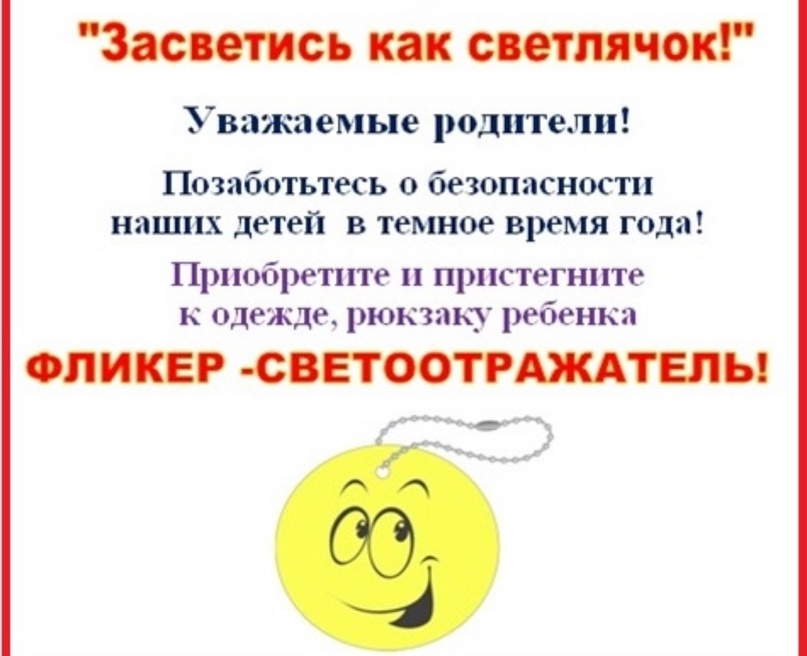 "Засветись как светлячок!"
Уважаемые родители!
Позаботьтесь о безопасности
наших детей в темное время года!
Приобретите и пристегните
к одежде, рюкзаку ребенка
ФЛИКЕР -СВЕТООТРАЖАТЕЛЬ!